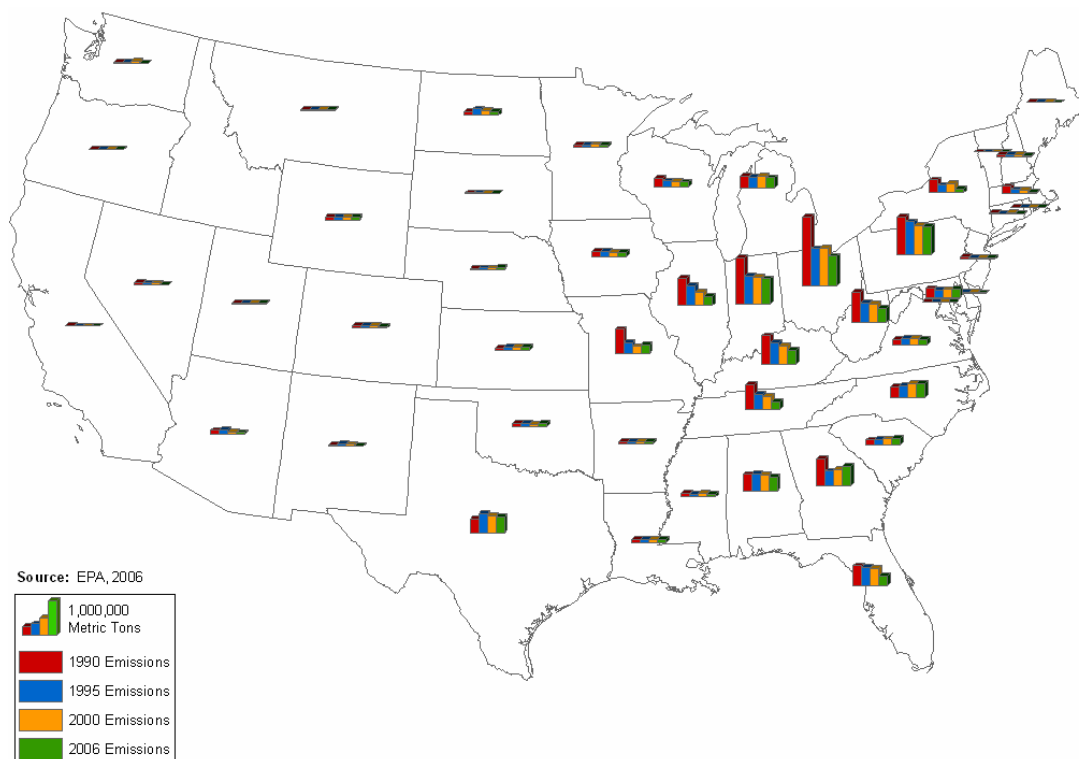 Source: EPA, 2006
1,000,000
Metric Tons
1990 Emissions
1995 Emissions
2000 Emissions
2006 Emissions